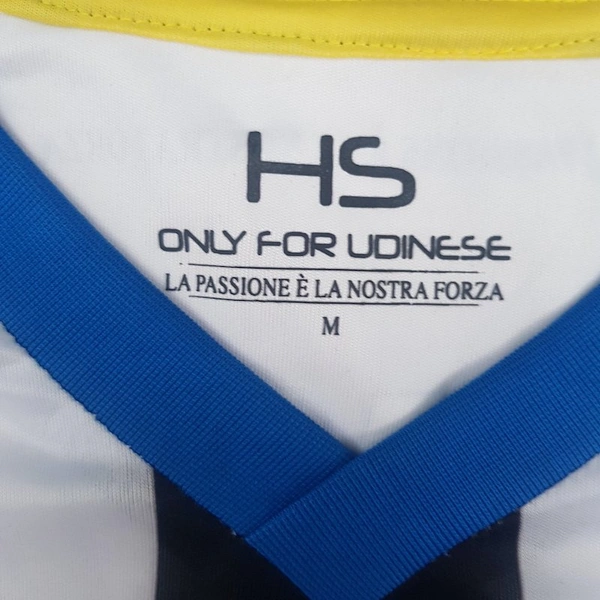 HS
ONLY FOR UDINESE
LA PASSIONE È LA NOSTRA FORZA
M